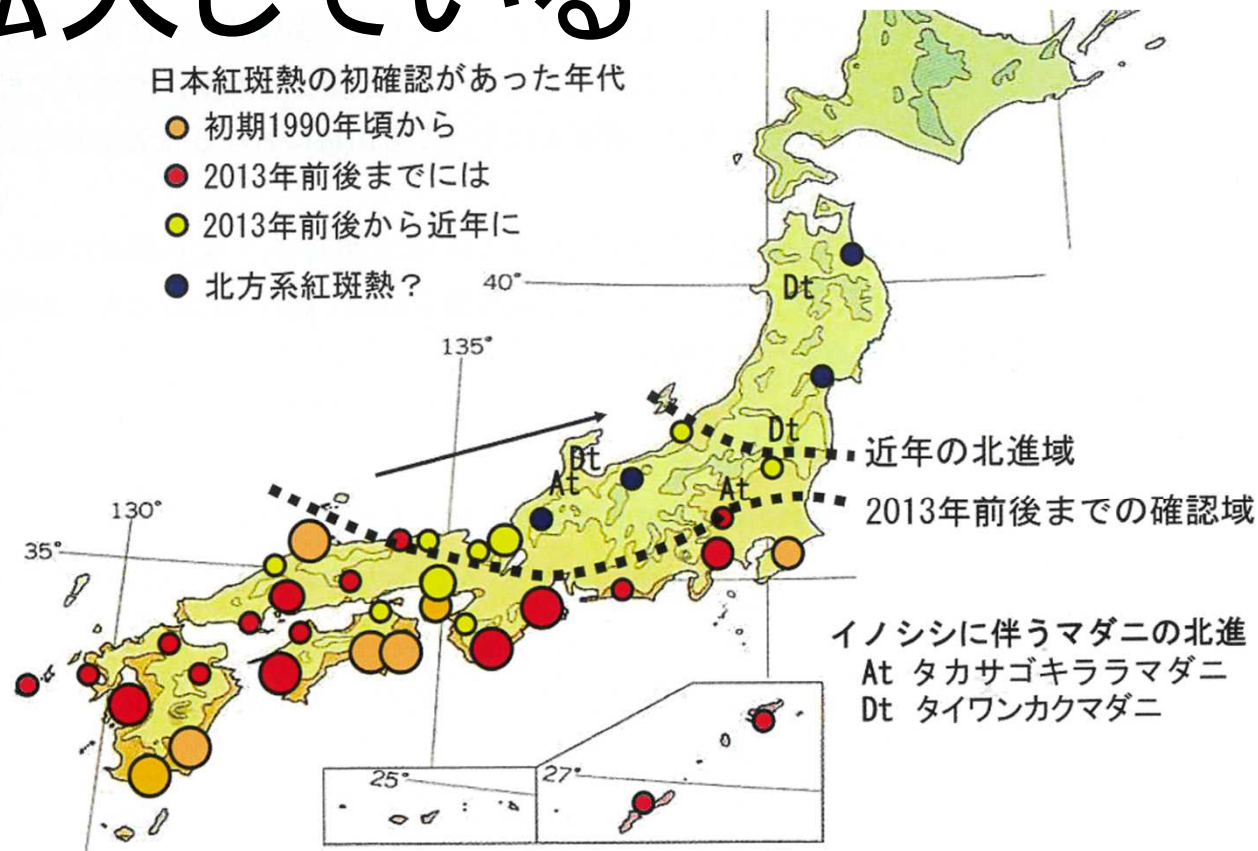 拡大している
日本紅斑熱の初確認があった年代
初期1990年頃から
2013年前後までには
2013年前後から近年に
北方系紅斑熱?
40°
Dt
135°
Dt
近年の北進域
Dt
At
At
2013年前後までの確認域
130°
35°
イノシシに伴うマダニの北進
At タカサゴキララマダニ
Dt タイワンカクマダニ
25°
27°